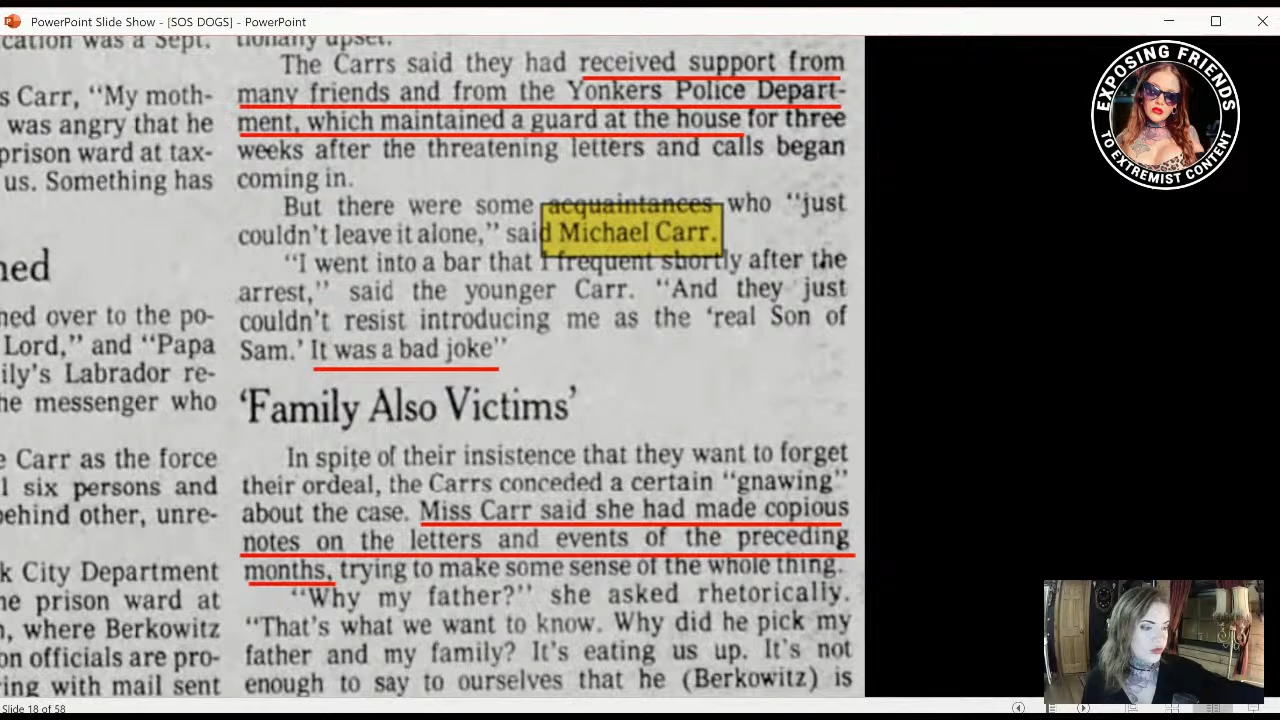 PowerPoint Slide Show - [SOS DOGS] - PowerPoint
cation was a Sept.
s Carr, “My moth-
was angry that he
prison ward at tax-
us. Something has
ned
ned over to the po-
Lord,” and “Papa
ily's Labrador re-
he messenger who
e Carr as the force
l six persons and
behind other, unre-
k City Department
ne prison ward at
n, where Berkowitz
on officials are pro-
ring with mail sent
tionally upset.
The Carrs said they had received support from
many friends and from the Yonkers Police Depart-
ment, which maintained a guard at the house for three
weeks after the threatening letters and calls began
coming in.
But there were some acquaintances who “just
couldn't leave it alone,” said Michael Carr.
“I went into a bar that I frequent shortly after the
arrest,” said the younger Carr. “And they just
couldn't resist introducing me as the ‘real Son of
Sam.’ It was a bad joke”
‘Family Also Victims’
In spite of their insistence that they want to forget
their ordeal, the Carrs conceded a certain “gnawing”
about the case. Miss Carr said she had made copious
notes on the letters and events of the preceding
months, trying to make some sense of the whole thing.
“Why my father?” she asked rhetorically.
“That's what we want to know. Why did he pick my
father and my family? It's eating us up. It's not
enough to say to ourselves that he (Berkowitz) is
EXPOSING FRIENDS
TO EXTREMIST CONTENT
Slide 18 of 58